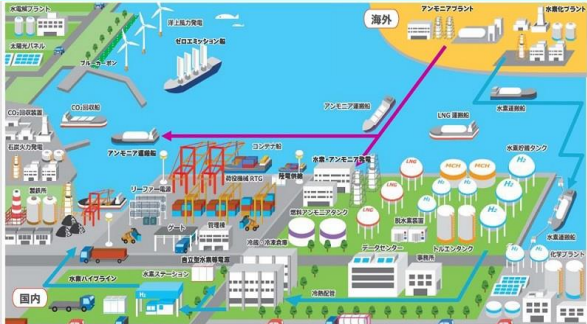 水電解プラント
洋上風力発電
海外
アンモニアプラント
水素化プラント
太陽光パネル
ゼロエミッション船
ブルーカーボン
水素運搬船
CO₂回収船
アンモニア運搬船
LNG 運搬船
CO₂回収装置
石炭火力発電
アンモニア運搬船
コンテナ船
水素・アンモニア発電
水素貯蔵タンク
荷役機械 RTG
陸電供給
LNG
LNG
MCH
MCH
H₂
H₂
H₂
H₂
H₂
製鉄所
リーファー電源
LNG
脱水素装置
燃料アンモニアタンク
トルエンタンク
水素運搬船
ゲート
管理棟
冷蔵・冷凍倉庫
データセンター
事務所
化学プラント
自立型水素等電源
水素ステーション
水素パイプライン
冷熱配管
国内
H₂